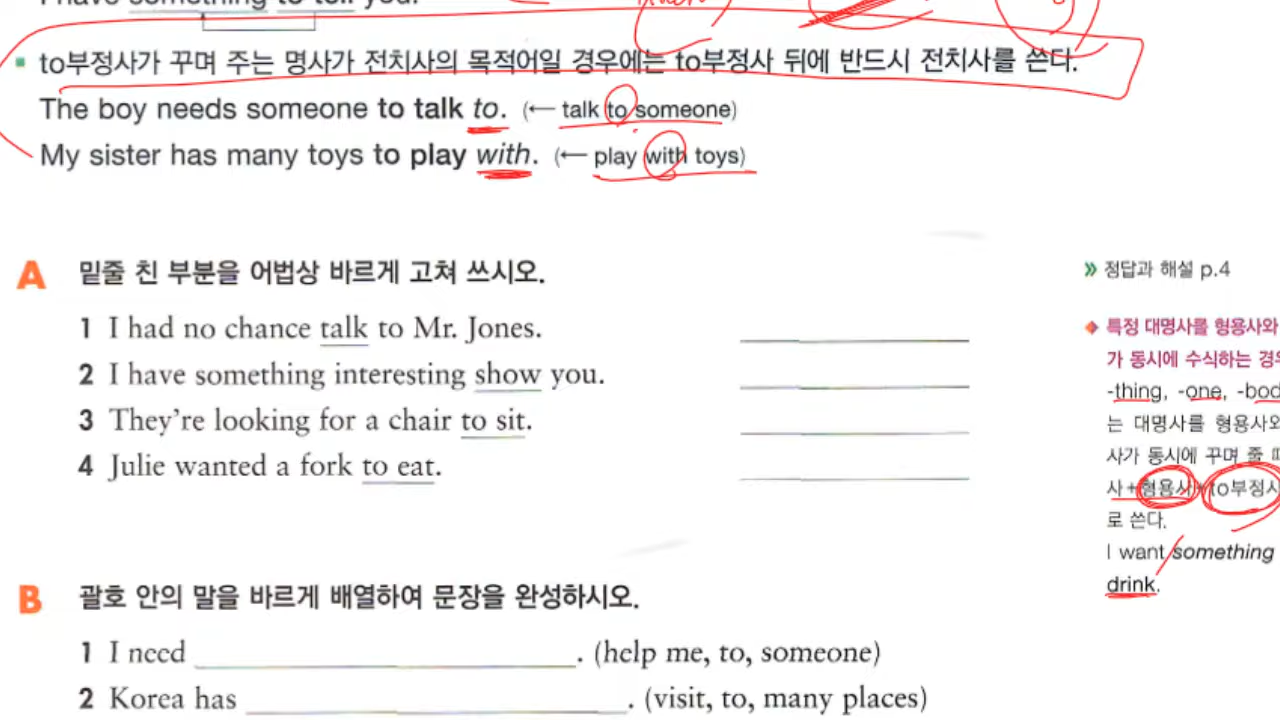 I have something to tell you.
to부정사가 꾸며 주는 명사가 전치사의 목적어일 경우에는 to부정사 뒤에 반드시 전치사를 쓴다.
The boy needs someone to talk to. (← talk to someone)
My sister has many toys to play with. (← play with toys)
A 밑줄 친 부분을 어법상 바르게 고쳐 쓰시오.
1 I had no chance talk to Mr. Jones.
2 I have something interesting show you.
3 They're looking for a chair to sit.
4 Julie wanted a fork to eat.
B 괄호 안의 말을 바르게 배열하여 문장을 완성하시오.
1 I need . (help me, to, someone)
2 Korea has . (visit, to, many places)
» 정답과 해설 p.4
특정 대명사를 형용사와
가 동시에 수식하는 경우
-thing, -one, -bod
는 대명사를 형용사와
사가 동시에 꾸며 줄 때
사+형용사+to부정사
로 쓴다.
I want something
drink.